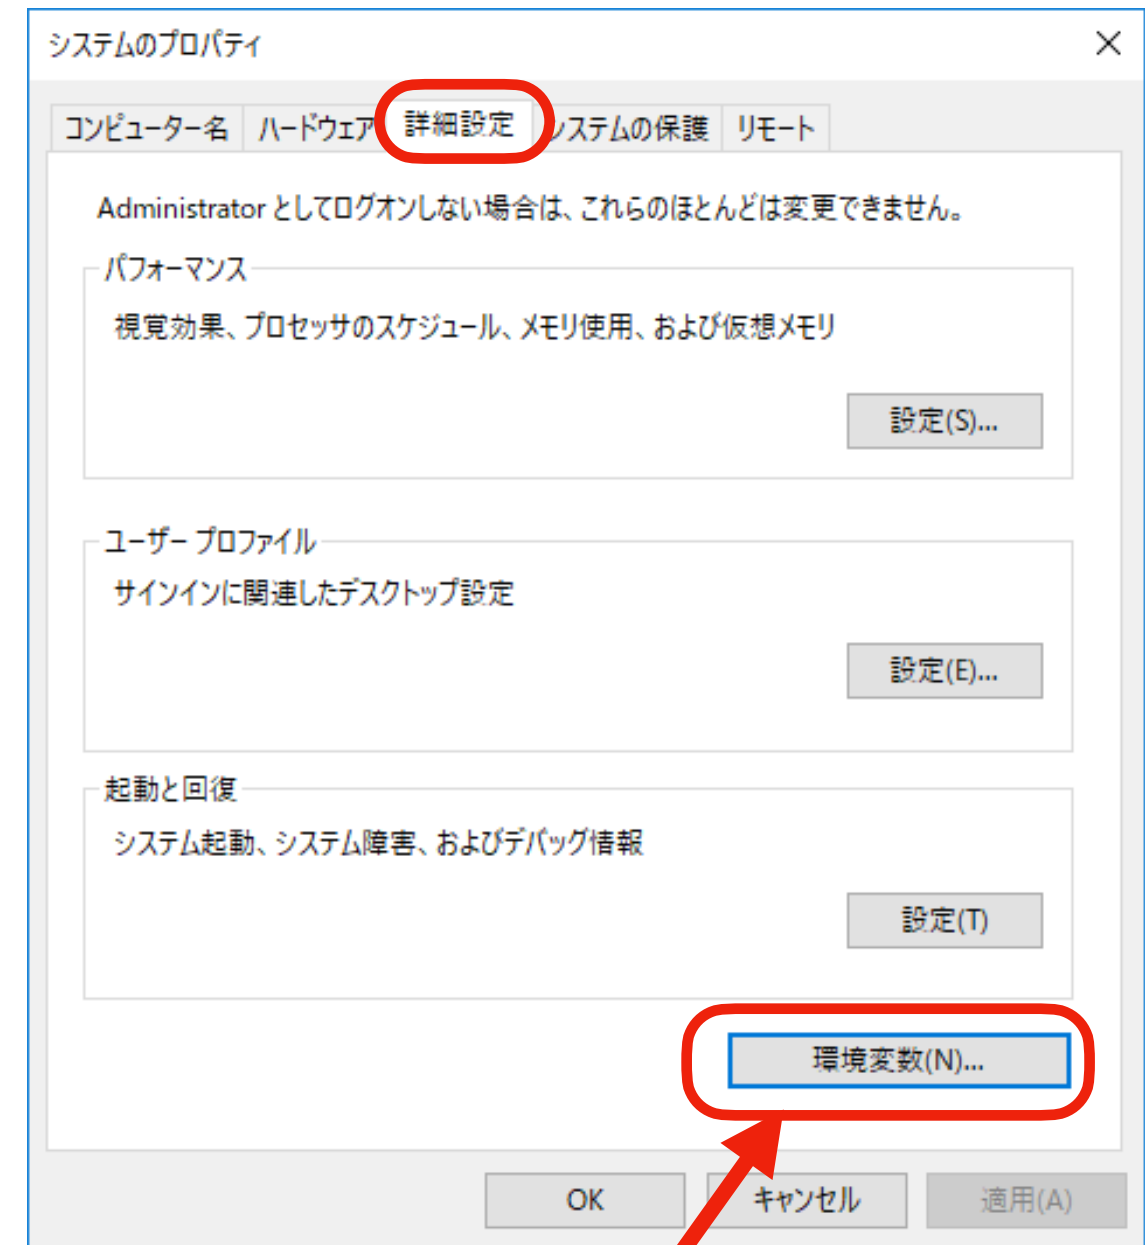 システムのプロパティ
コンピューター名 ハードウェア 詳細設定 システムの保護 リモート
Administrator としてログオンしない場合は、これらのほとんどは変更できません。
パフォーマンス
視覚効果、プロセッサのスケジュール、メモリ使用、および仮想メモリ
設定(S)...
ユーザー プロファイル
サインインに関連したデスクトップ設定
設定(E)...
起動と回復
システム起動、システム障害、およびデバッグ情報
設定(T)
環境変数(N)...
OK キャンセル 適用(A)